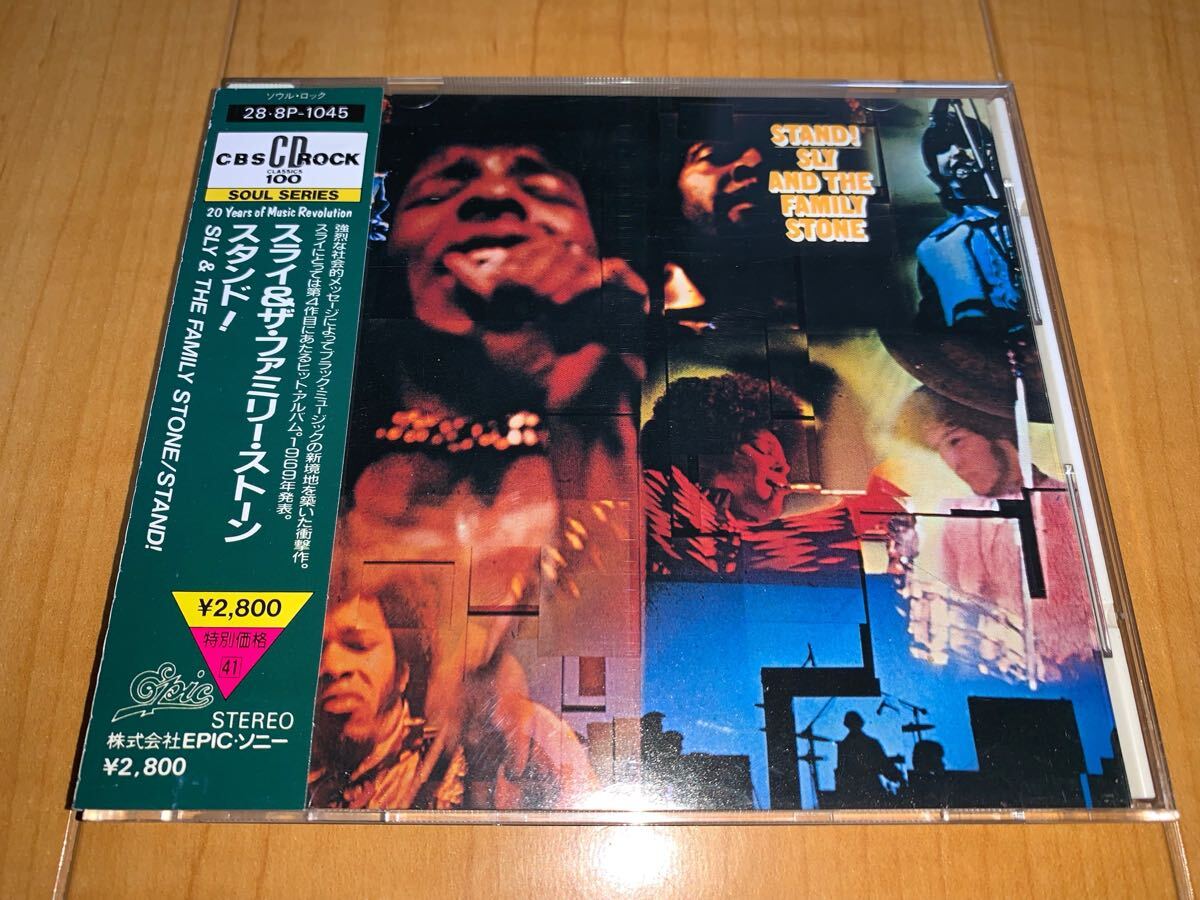 ソウル・ロック
28・8P-1045
CBS CD ROCK
CLASSICS
100
SOUL SERIES
20 Years of Music Revolution
強烈な社会的メッセージによってブラック・ミュージックの新境地を築いた衝撃作。
スライにとっては第4作目にあたるヒット・アルバム。1969年発表。
スライ&ザ・ファミリー・ストーン
スタンド!
SLY & THE FAMILY STONE/STAND!
¥2,800
特別価格
41
Epic
STEREO
株式会社EPIC・ソニー
¥2,800
STAND!
SLY
AND THE
FAMILY
STONE